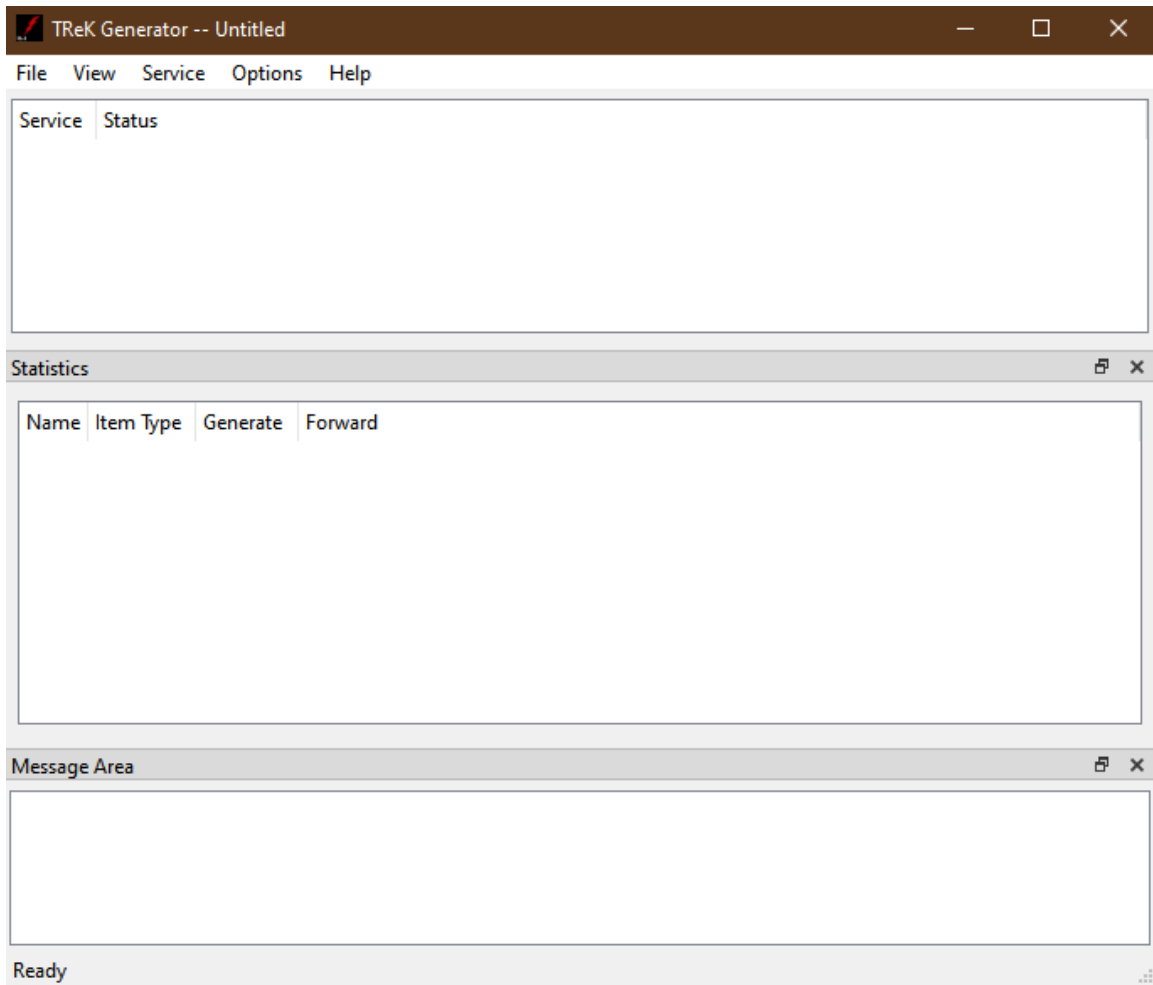 TReK Generator -- Untitled
File View Service Options Help
Service Status
Statistics
Name Item Type Generate Forward
Message Area
Ready